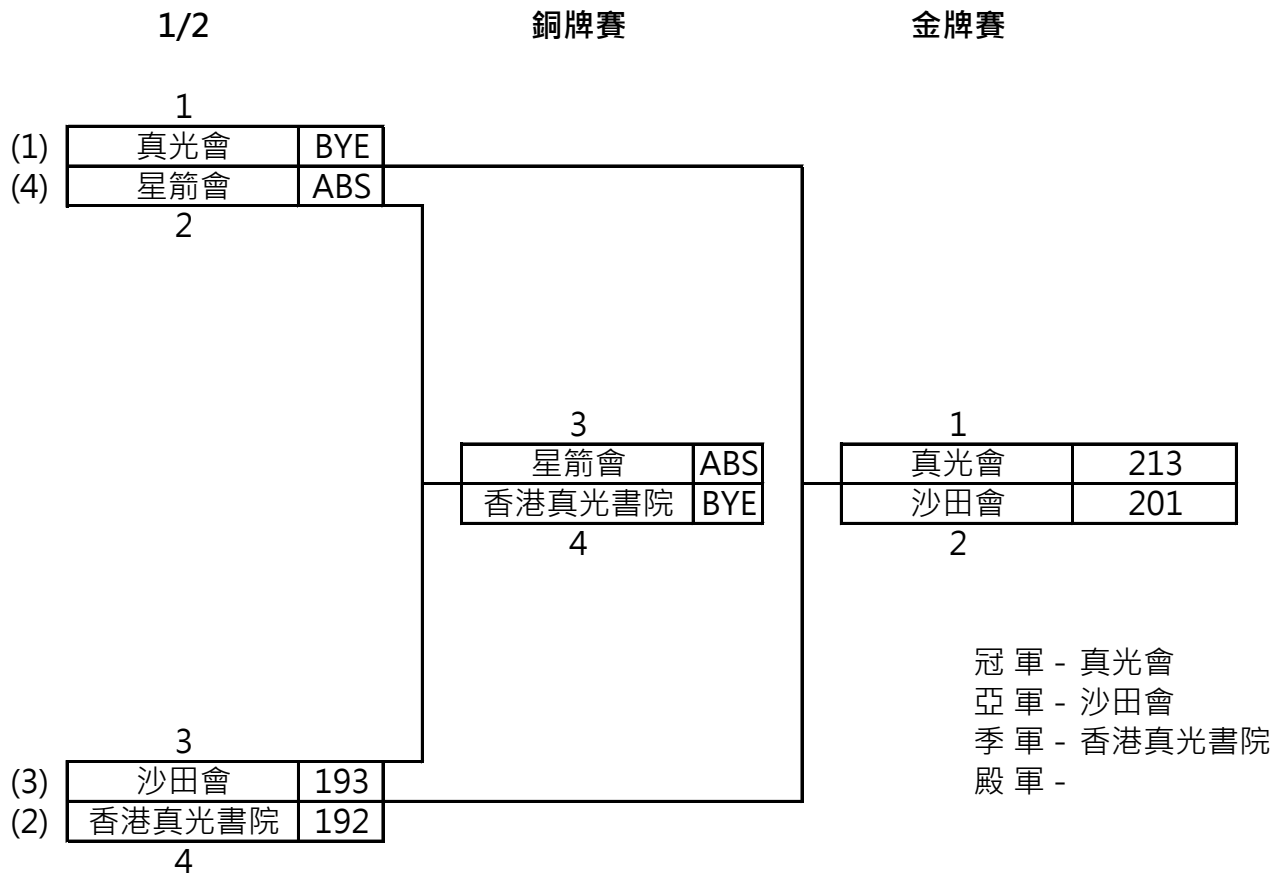 1/2 銅牌賽 金牌賽
1
(1) 真光會 BYE
(4) 星箭會 ABS
2
3 1
星箭會 ABS 真光會 213
香港真光書院 BYE 沙田會 201
4 2
冠 軍 - 真光會
亞 軍 - 沙田會
季 軍 - 香港真光書院
殿 軍 -
3
(3) 沙田會 193
(2) 香港真光書院 192
4